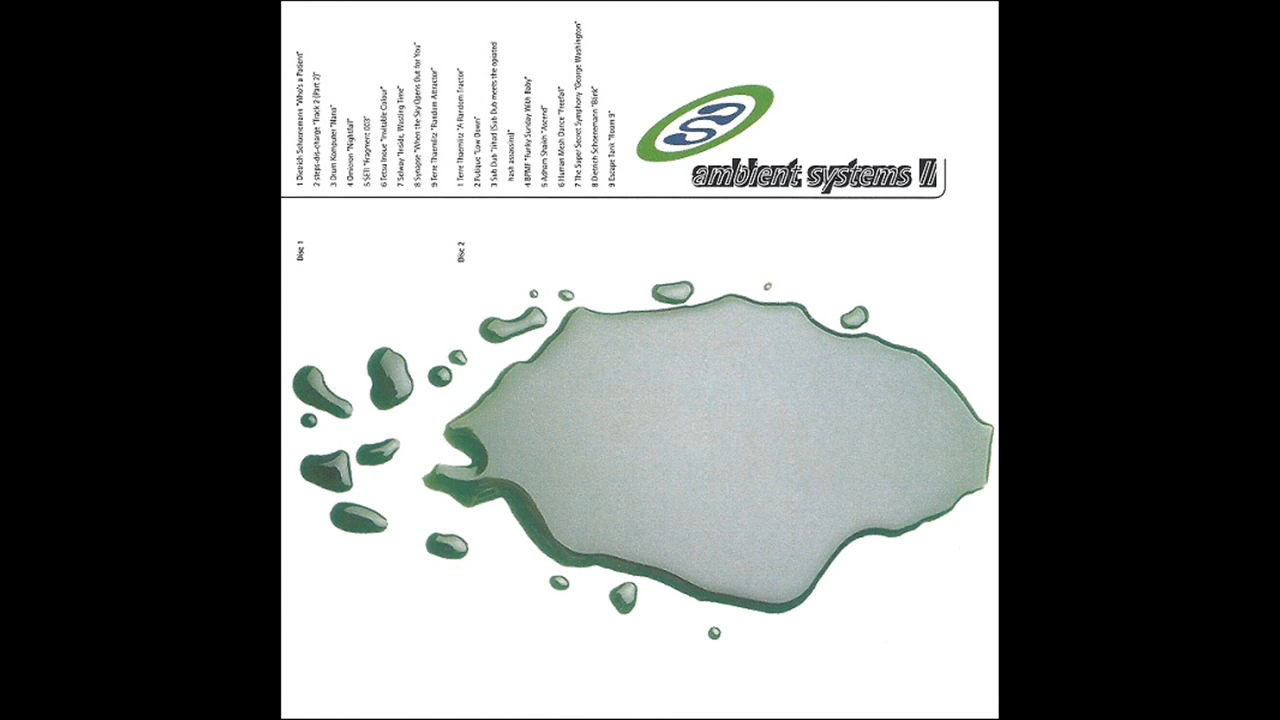 ambient systems II
Disc 1
1 Dietrich Schoenemann "Who's a Patient"
2 steps-dis-charge "Track 2 (Part 2)"
3 Drum Komputer "Nano"
4 Omicron "Nightfall"
5 SETI "Fragment 003"
6 Tetsu Inoue "Invitable Colour"
7 Selway "Inside, Wasting Time"
8 Synapse "When the Sky Opens Out for You"
9 Terre Thaemlitz "Random Attractor"
Disc 2
1 Terre Thaemlitz "A Random Tractor"
2 Futique "Low Down"
3 Sub Dub "Jihad (Sub Dub meets the opiated
hash assassins)"
4 BPMF "Funky Sunday With Baby"
5 Adham Shaikh "Ascend"
6 Human Mesh Dance "Freefall"
7 The Super Secret Symphony "George Washington"
8 Dietrich Schoenemann "Blink"
9 Escape Tank "Room 9"